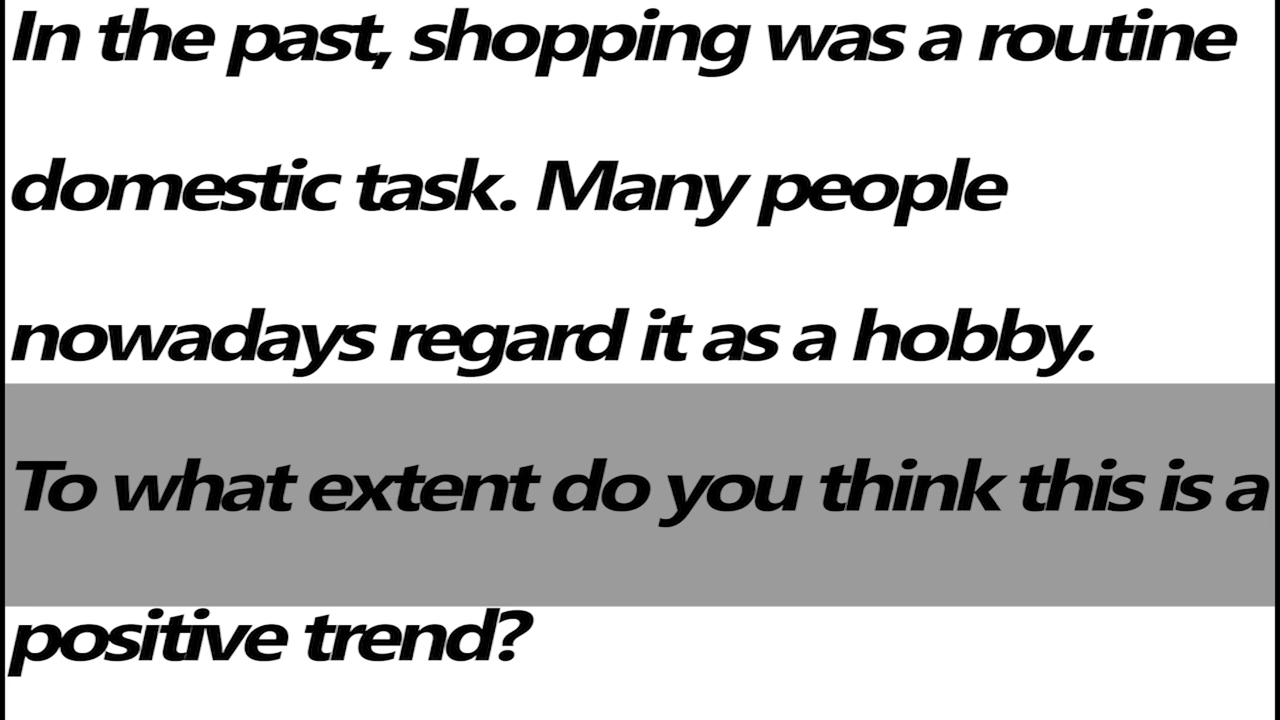 In the past, shopping was a routine
domestic task. Many people
nowadays regard it as a hobby.
To what extent do you think this is a
positive trend?